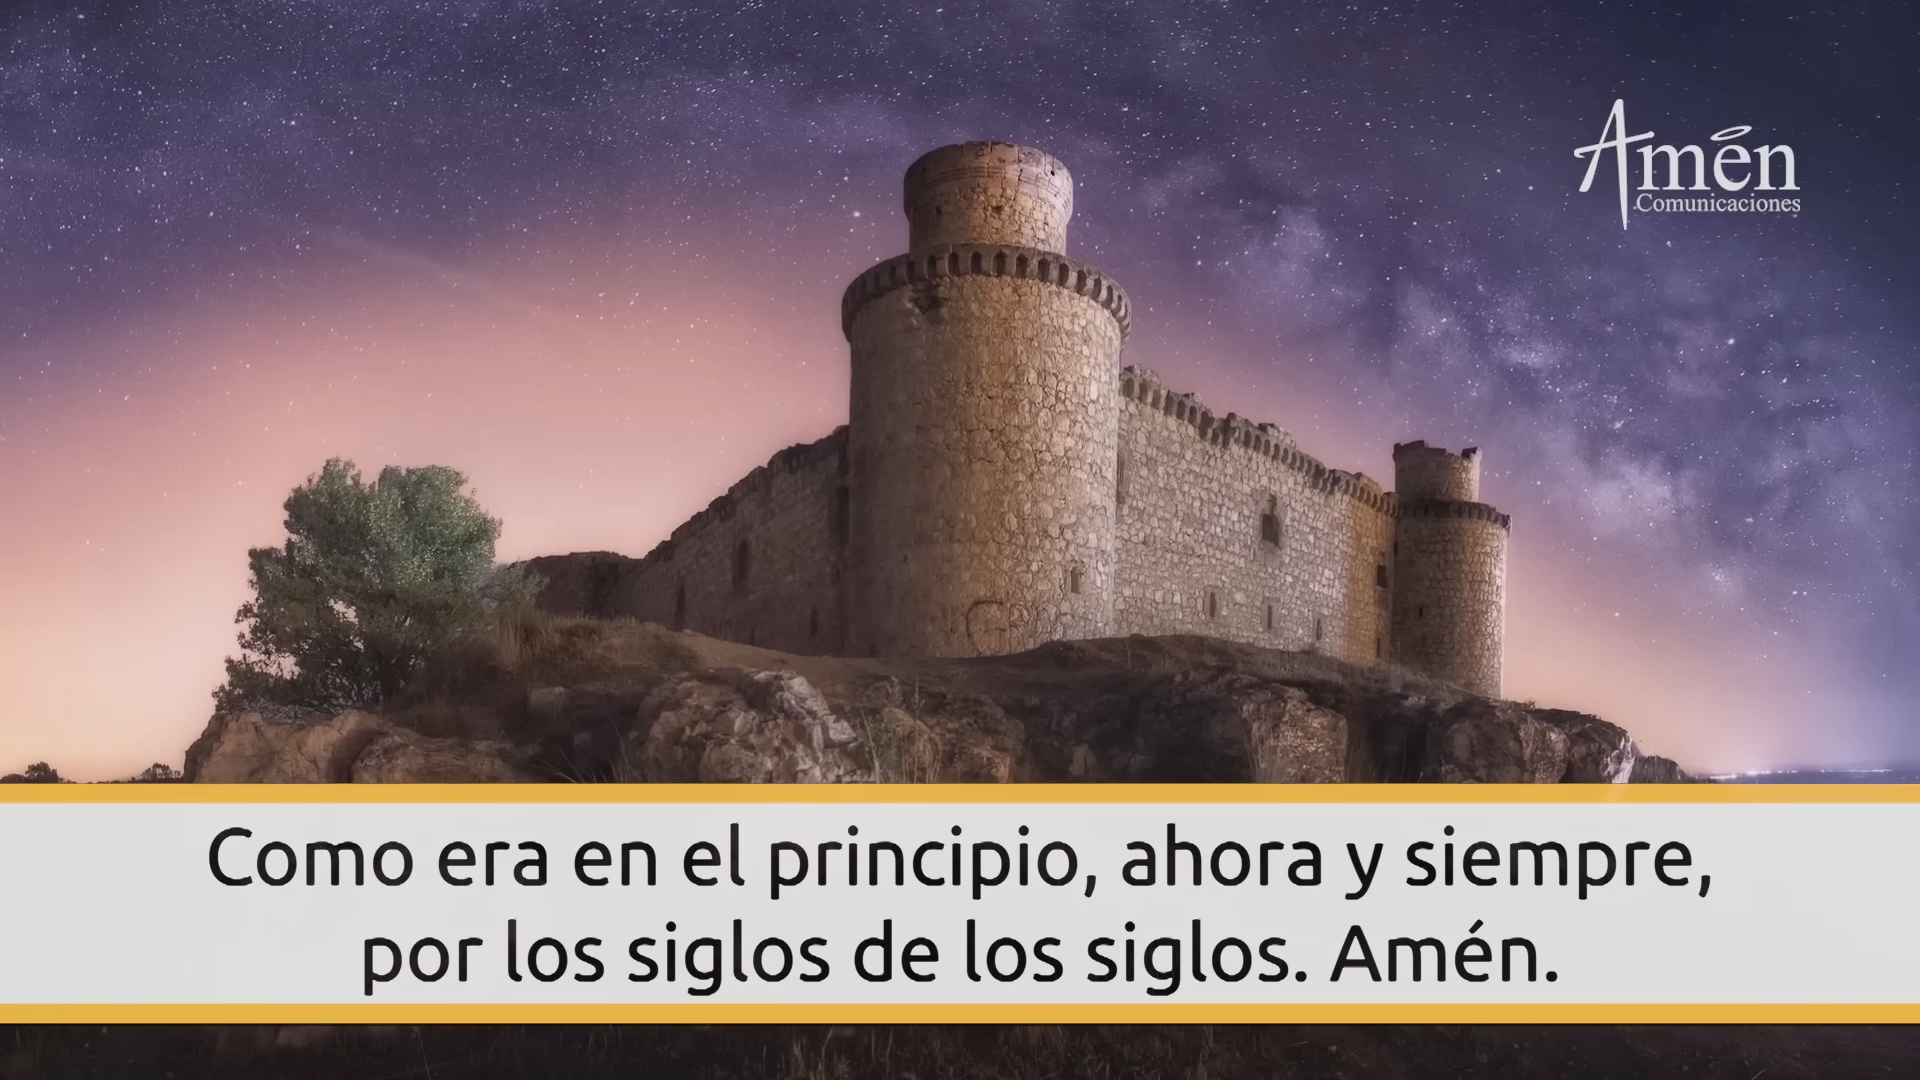 Amén
Comunicaciones
Como era en el principio, ahora y siempre,
por los siglos de los siglos. Amén.